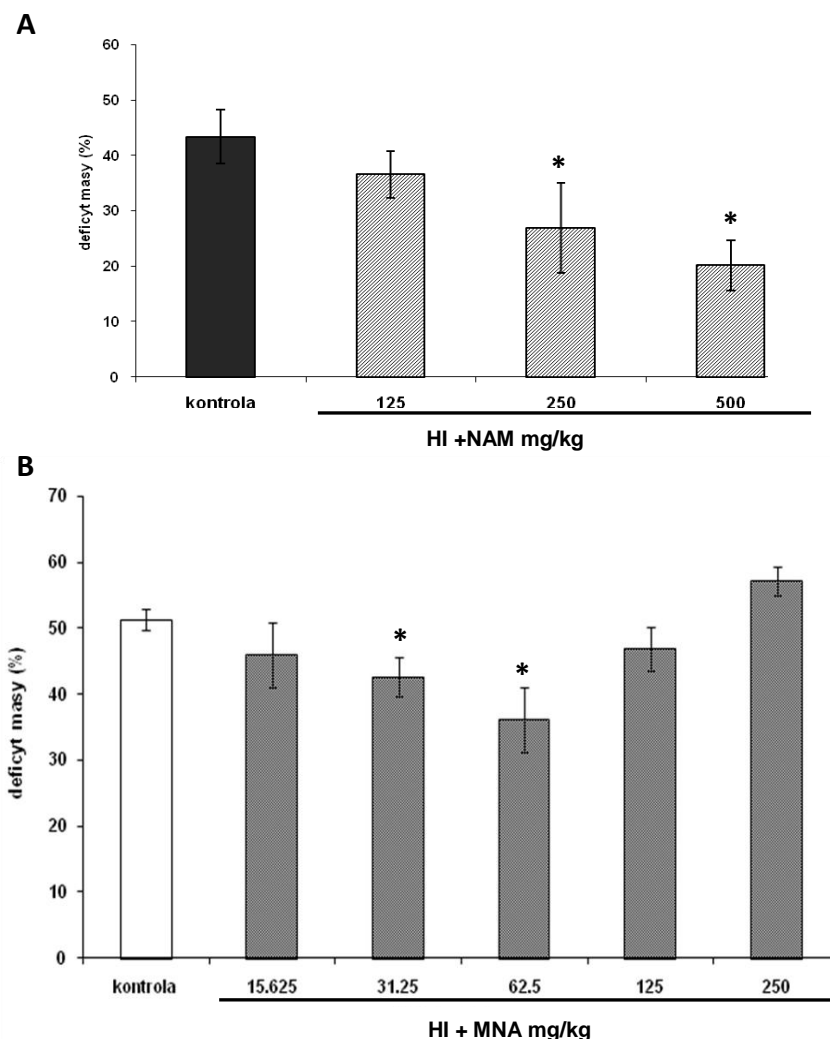 A
60
50
40
30
20
10
0
deficyt masy (%)
*
*
kontrola 125 250 500
HI +NAM mg/kg
B
70
60
50
40
30
20
10
0
deficyt masy (%)
*
*
kontrola 15.625 31.25 62.5 125 250
HI + MNA mg/kg